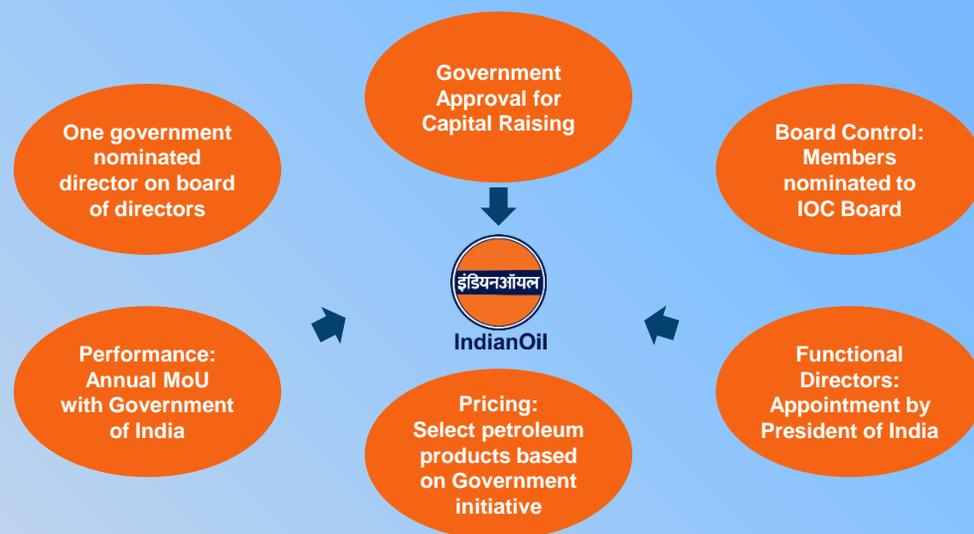 Government
Approval for
Capital Raising
One government
nominated
director on board
of directors
Board Control:
Members
nominated to
IOC Board
इंडियनऑयल
IndianOil
Performance:
Annual MoU
with Government
of India
Pricing:
Select petroleum
products based
on Government
initiative
Functional
Directors:
Appointment by
President of India